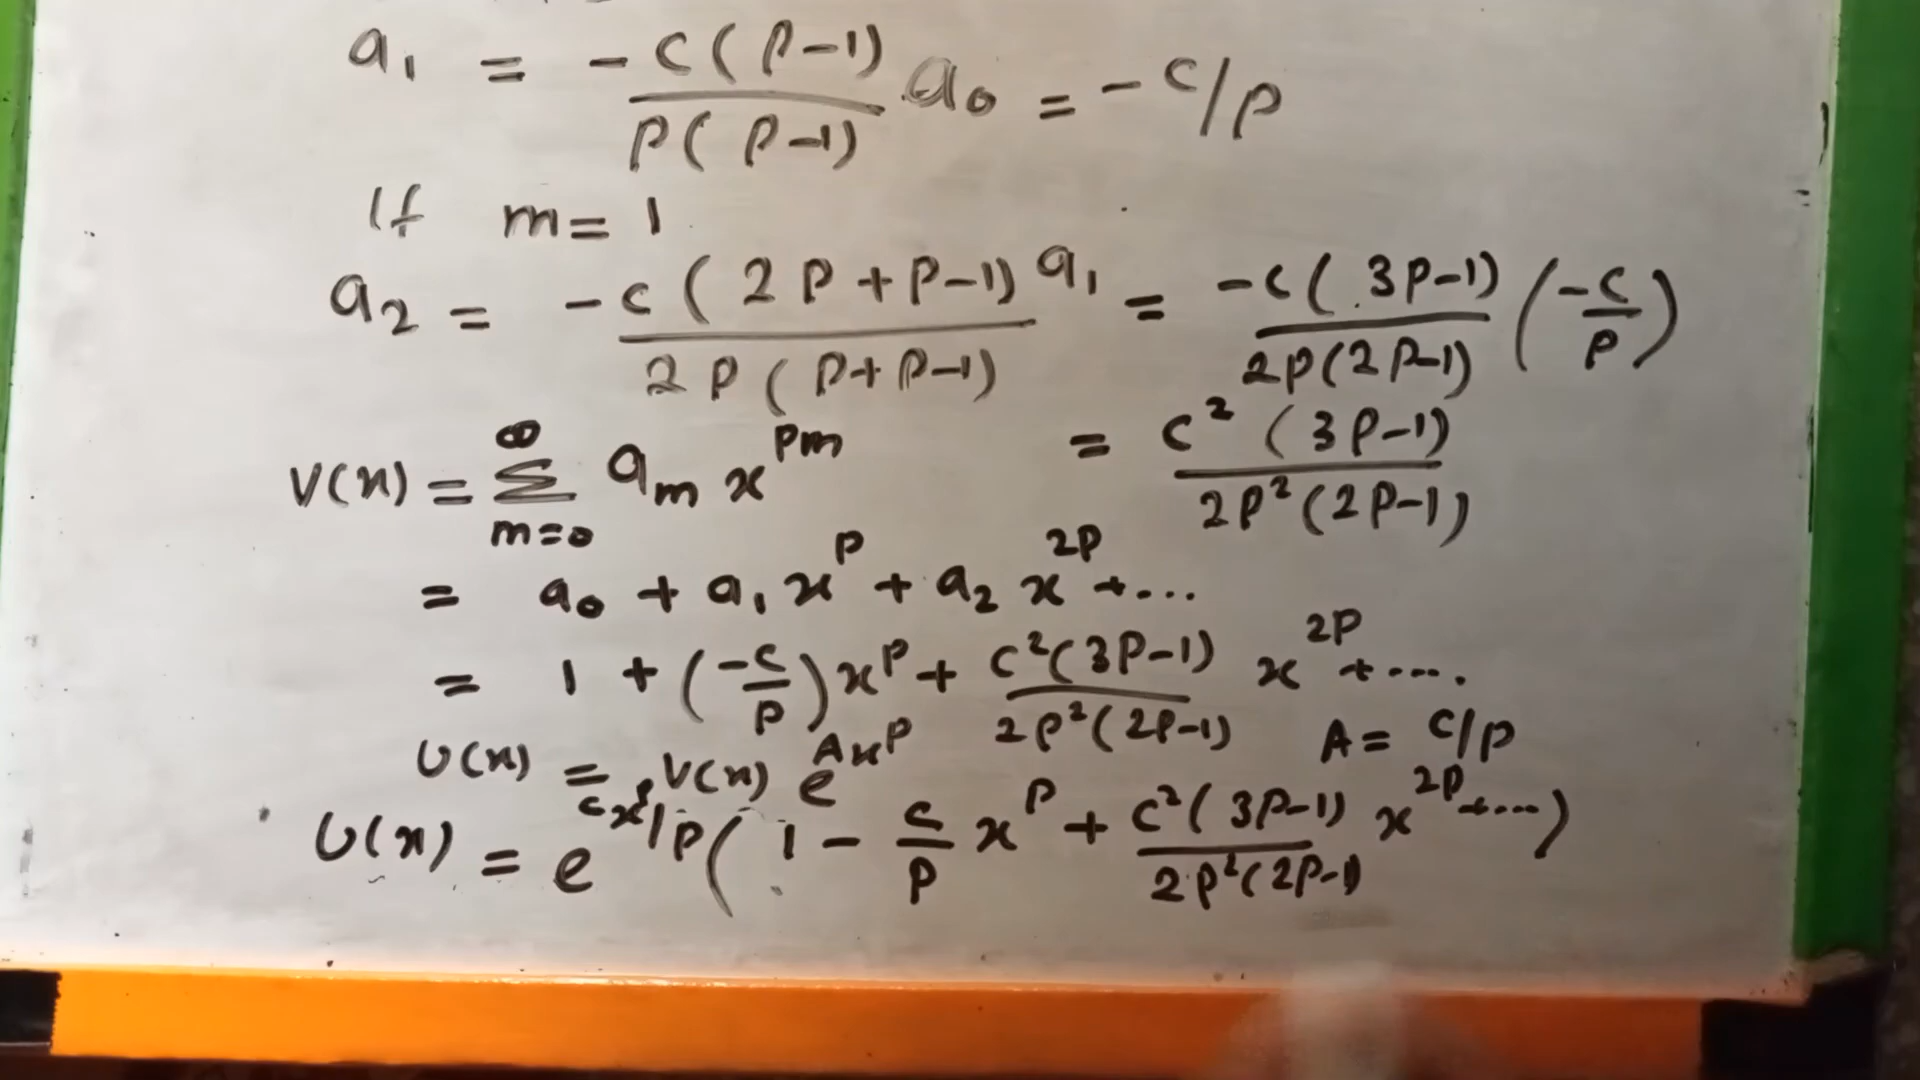 a₁ = -c(p-1)/p(p-1) a₀ = -c/p
If m = 1
a₂ = -c(2p+p-1)/2p(p+p-1) a₁ = -c(3p-1)/2p(2p-1) (-c/p)
= c²(3p-1)/2p²(2p-1)
V(x) = ∑_{m=0}^{∞} a_m x^{pm}
= a₀ + a₁x^p + a₂x^{2p} + ...
= 1 + (-c/p)x^p + c²(3p-1)/2p²(2p-1) x^{2p} + ....
U(x) = V(x) e^{Ax^p} A = c/p
U(x) = e^{cx^p/p} (1 - c/p x^p + c²(3p-1)/2p²(2p-1) x^{2p} + ...)